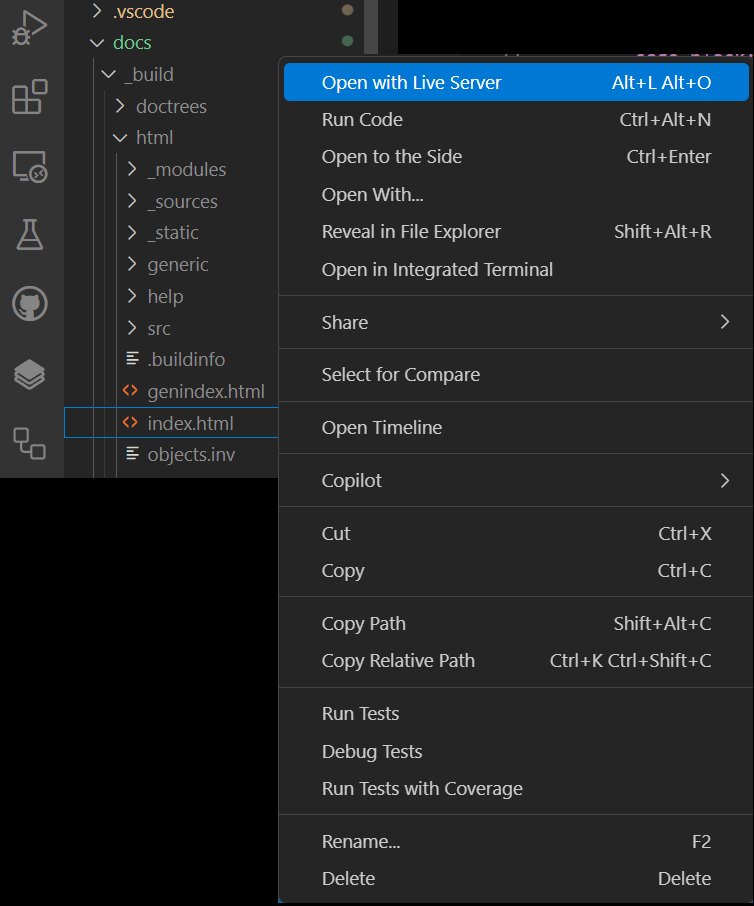 .vscode
docs
_build
doctrees
html
_modules
_sources
_static
generic
help
src
.buildinfo
genindex.html
index.html
objects.inv
Open with Live Server Alt+L Alt+O
Run Code Ctrl+Alt+N
Open to the Side Ctrl+Enter
Open With...
Reveal in File Explorer Shift+Alt+R
Open in Integrated Terminal
Share
Select for Compare
Open Timeline
Copilot
Cut Ctrl+X
Copy Ctrl+C
Copy Path Shift+Alt+C
Copy Relative Path Ctrl+K Ctrl+Shift+C
Run Tests
Debug Tests
Run Tests with Coverage
Rename... F2
Delete Delete